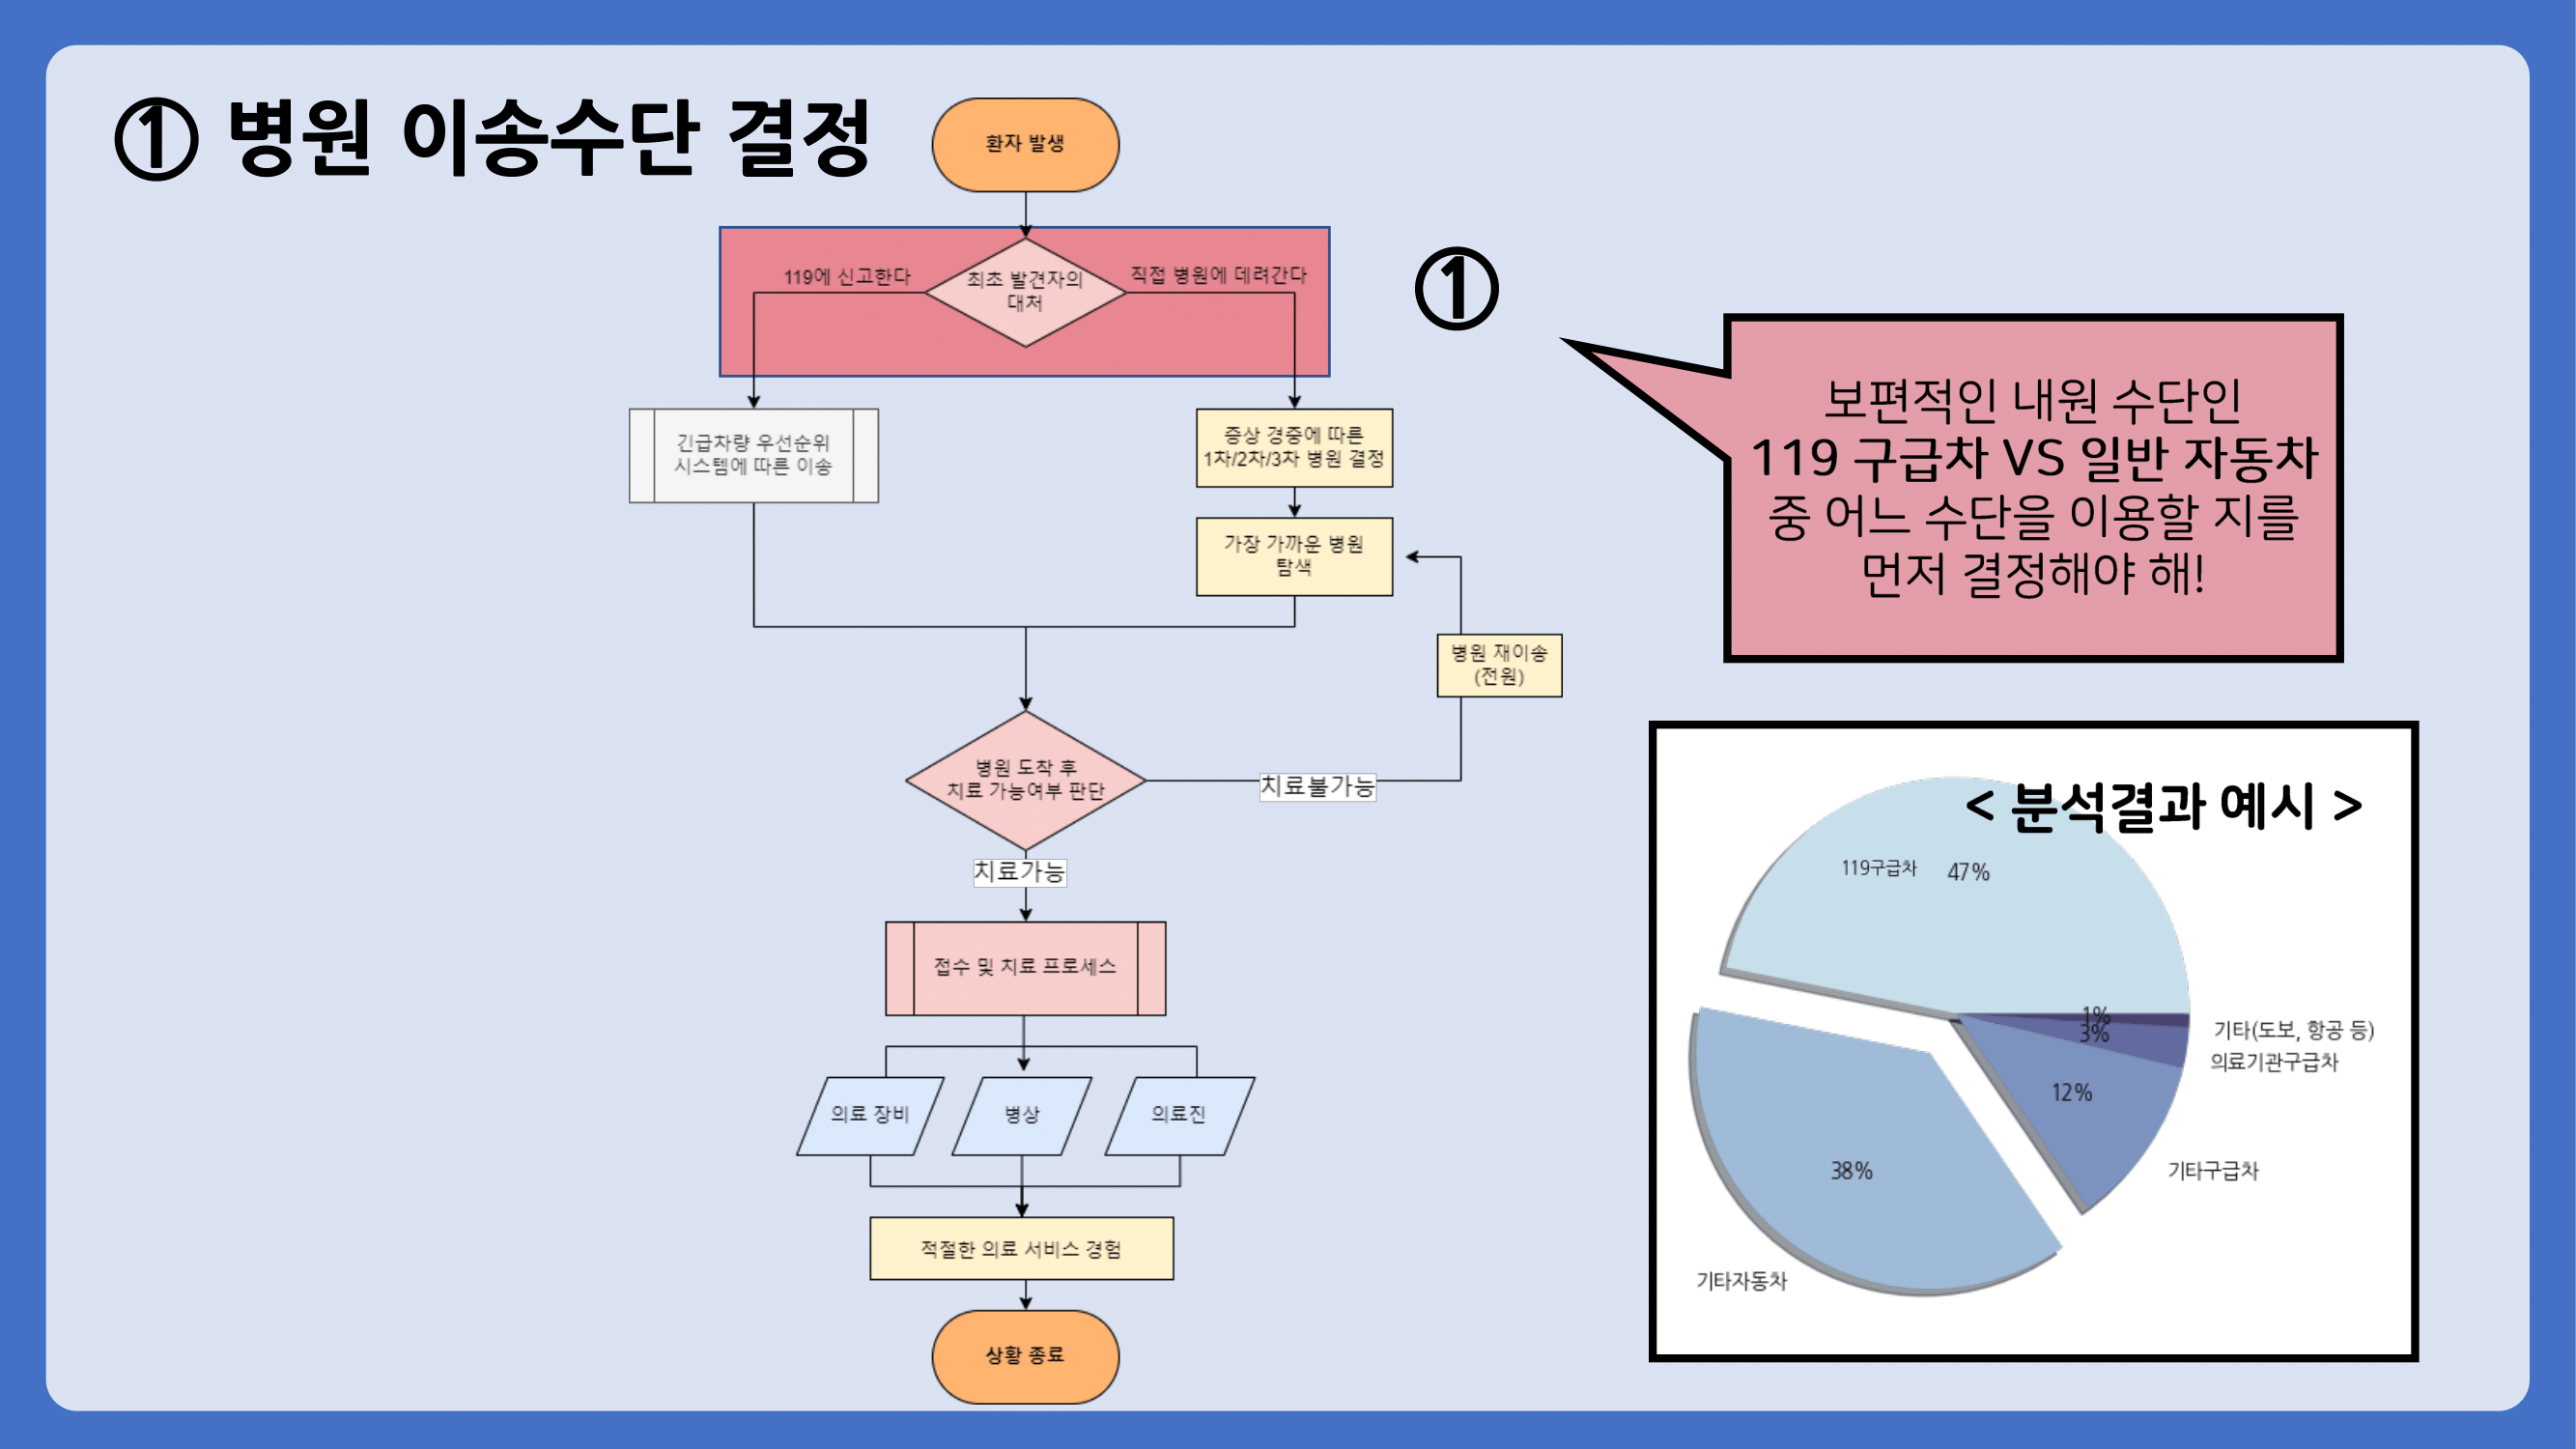 ① 병원 이송수단 결정
환자 발생
119에 신고한다
최초 발견자의
대처
직접 병원에 데려간다
①
긴급차량 우선순위
시스템에 따른 이송
증상 경중에 따른
1차/2차/3차 병원 결정
가장 가까운 병원
탐색
병원 재이송
(전원)
병원 도착 후
치료 가능여부 판단
치료불가능
치료가능
접수 및 치료 프로세스
의료 장비
병상
의료진
적절한 의료 서비스 경험
상황 종료
보편적인 내원 수단인
119 구급차 VS 일반 자동차
중 어느 수단을 이용할 지를
먼저 결정해야 해!
< 분석결과 예시 >
119구급차
47%
1%
3%
기타(도보, 항공 등)
의료기관구급차
12%
기타구급차
38%
기타자동차